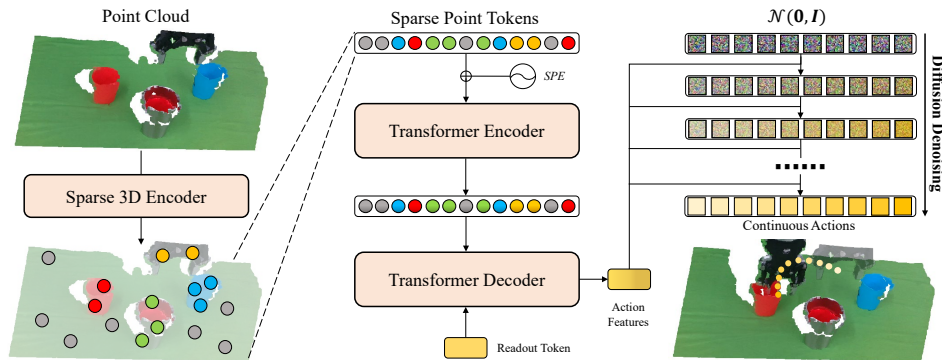 Point Cloud
Sparse 3D Encoder
Sparse Point Tokens
SPE
Transformer Encoder
Transformer Decoder
Readout Token
Action
Features
𝒩(0, I)
Diffusion Denoising
Continuous Actions